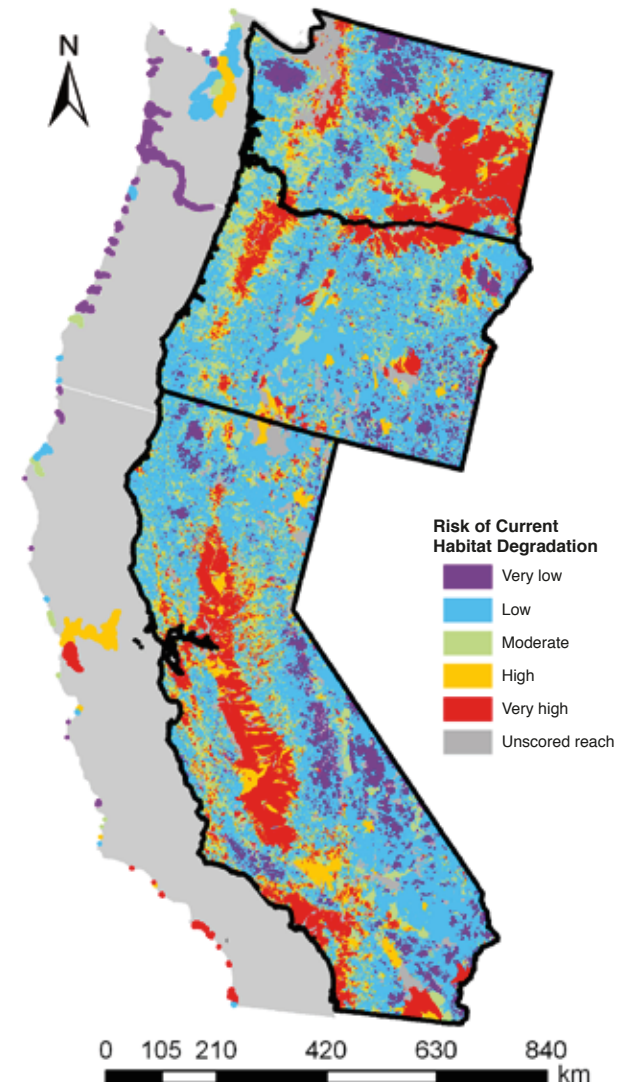 N
Risk of Current
Habitat Degradation
Very low
Low
Moderate
High
Very high
Unscored reach
0 105 210 420 630 840
km